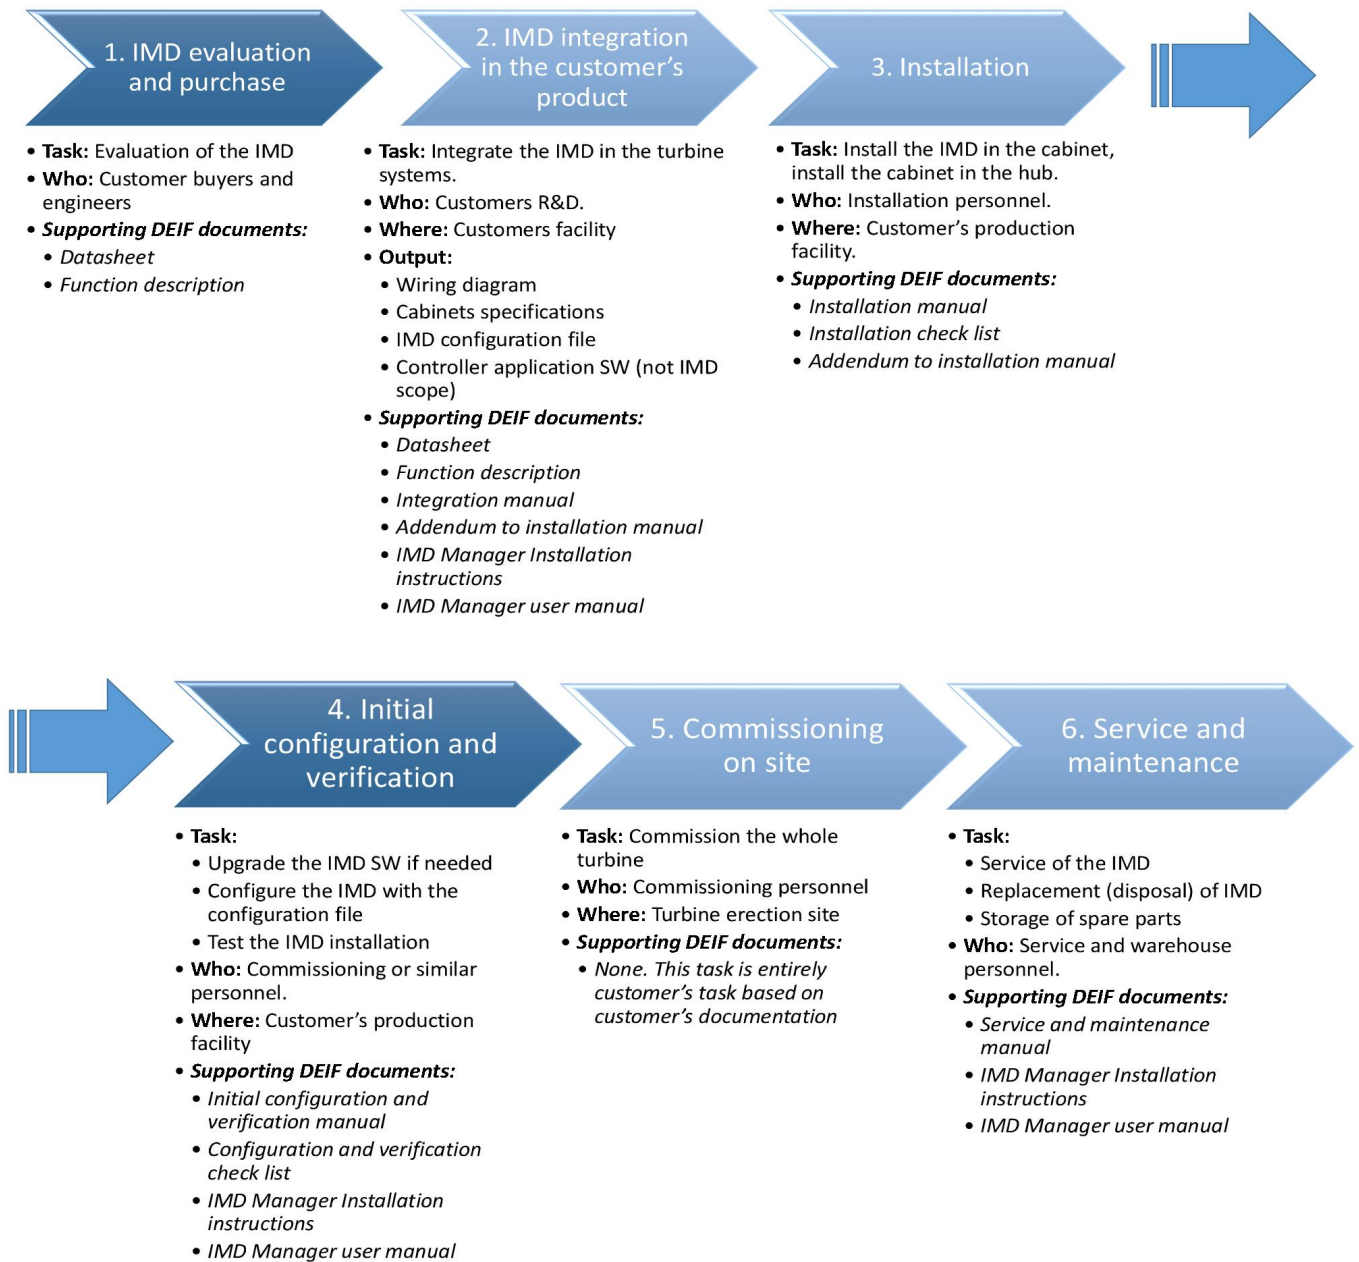 1. IMD evaluation
and purchase
• Task: Evaluation of the IMD
• Who: Customer buyers and
engineers
• Supporting DEIF documents:
• Datasheet
• Function description
2. IMD integration
in the customer's
product
• Task: Integrate the IMD in the turbine
systems.
• Who: Customers R&D.
• Where: Customers facility
• Output:
• Wiring diagram
• Cabinets specifications
• IMD configuration file
• Controller application SW (not IMD
scope)
• Supporting DEIF documents:
• Datasheet
• Function description
• Integration manual
• Addendum to installation manual
• IMD Manager Installation
instructions
• IMD Manager user manual
3. Installation
• Task: Install the IMD in the cabinet,
install the cabinet in the hub.
• Who: Installation personnel.
• Where: Customer's production
facility.
• Supporting DEIF documents:
• Installation manual
• Installation check list
• Addendum to installation manual
4. Initial
configuration and
verification
• Task:
• Upgrade the IMD SW if needed
• Configure the IMD with the
configuration file
• Test the IMD installation
• Who: Commissioning or similar
personnel.
• Where: Customer's production
facility
• Supporting DEIF documents:
• Initial configuration and
verification manual
• Configuration and verification
check list
• IMD Manager Installation
instructions
• IMD Manager user manual
5. Commissioning
on site
• Task: Commission the whole
turbine
• Who: Commissioning personnel
• Where: Turbine erection site
• Supporting DEIF documents:
• None. This task is entirely
customer's task based on
customer's documentation
6. Service and
maintenance
• Task:
• Service of the IMD
• Replacement (disposal) of IMD
• Storage of spare parts
• Who: Service and warehouse
personnel.
• Supporting DEIF documents:
• Service and maintenance
manual
• IMD Manager Installation
instructions
• IMD Manager user manual